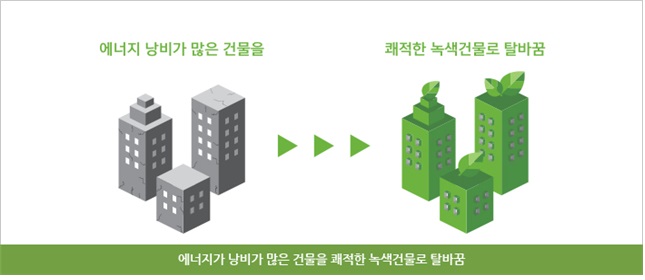 에너지 낭비가 많은 건물을
쾌적한 녹색건물로 탈바꿈
에너지가 낭비가 많은 건물을 쾌적한 녹색건물로 탈바꿈